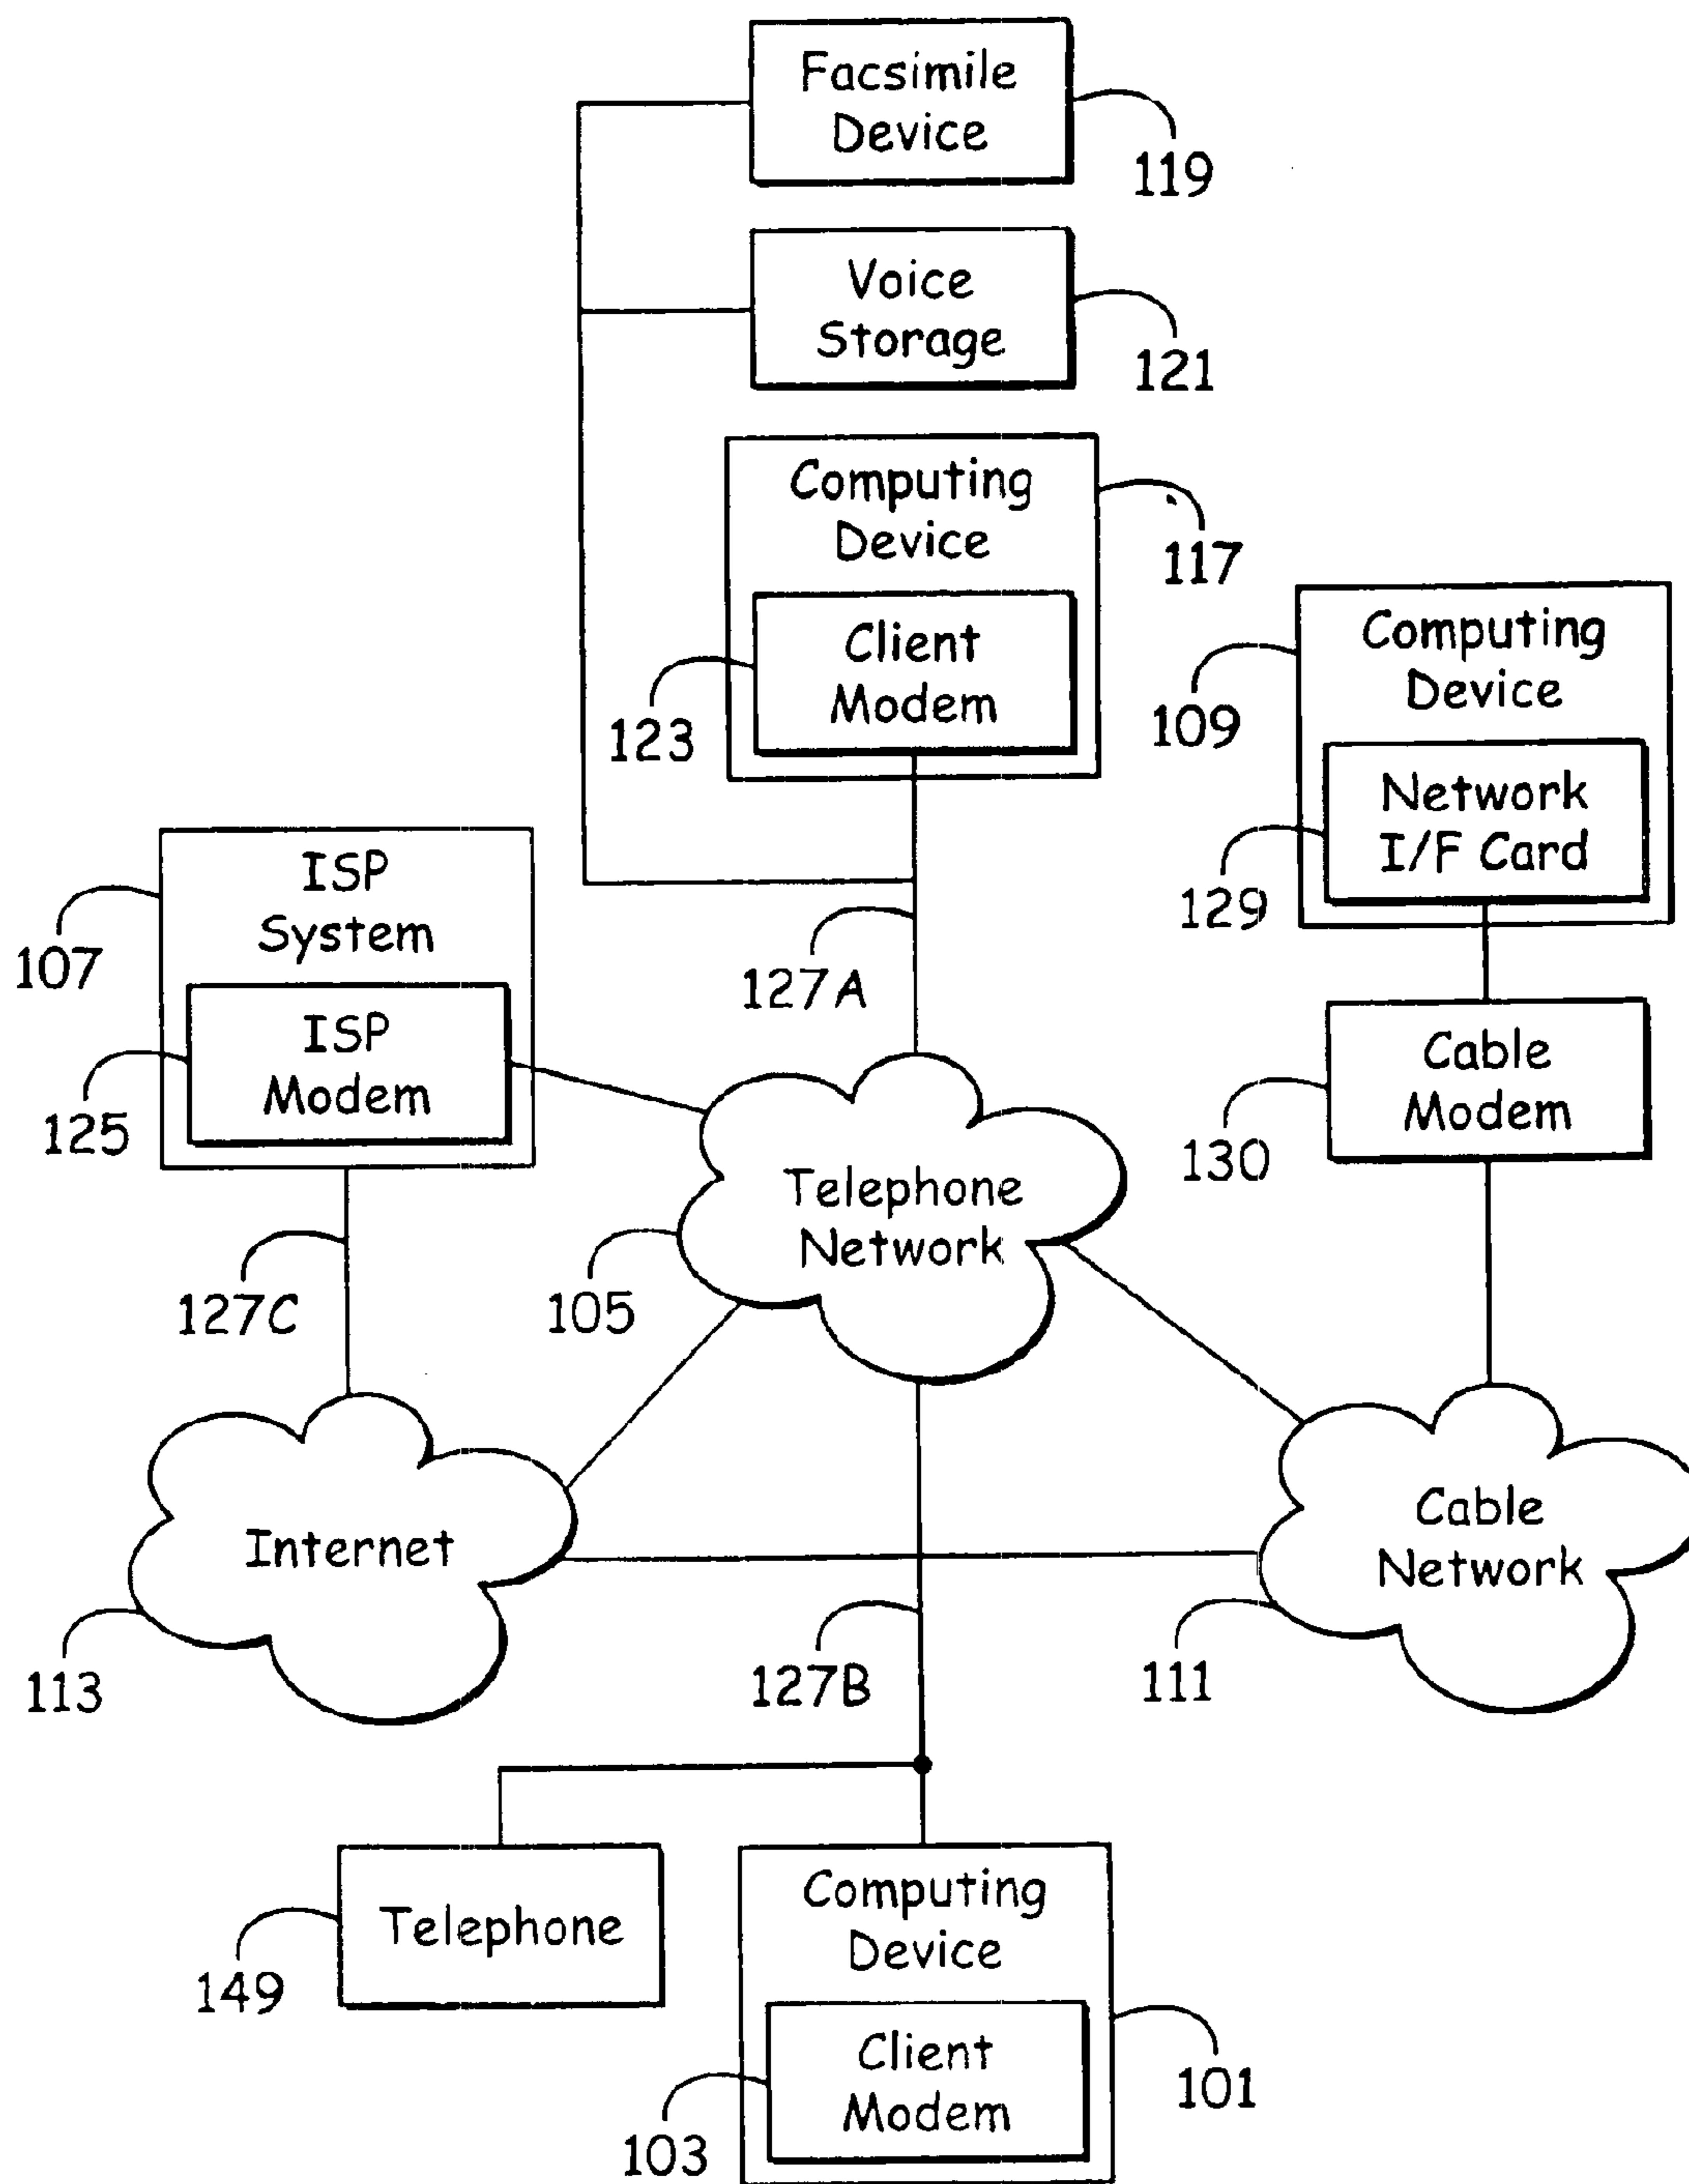 Facsimile
Device
119
Voice
Storage
121
Computing
Device
117
Client
Modem
123
Computing
Device
109
Network
I/F Card
129
ISP
System
107
ISP
Modem
125
127A
Cable
Modem
130
Telephone
Network
105
127C
Internet
113
Cable
Network
111
127B
Telephone
149
Computing
Device
101
Client
Modem
103